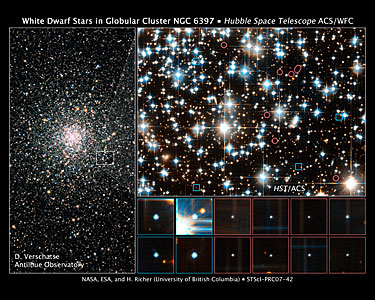 White Dwarf Stars in Globular Cluster NGC 6397 ▪ Hubble Space Telescope ACS/WFC
D. Verschatse
Antilhue Observatory
HST/ACS
NASA, ESA, and H. Richer (University of British Columbia) ▪ STScI-PRC07-42